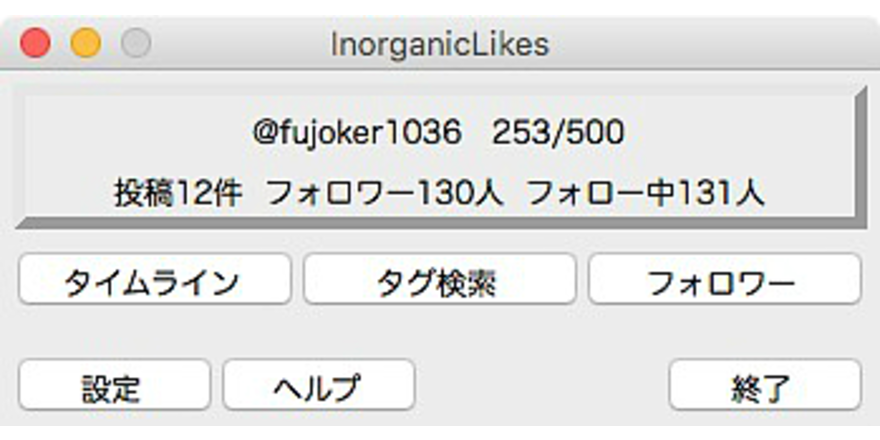 InorganicLikes
@fujoker1036 253/500
投稿12件 フォロワー130人 フォロー中131人
タイムライン タグ検索 フォロワー
設定 ヘルプ 終了